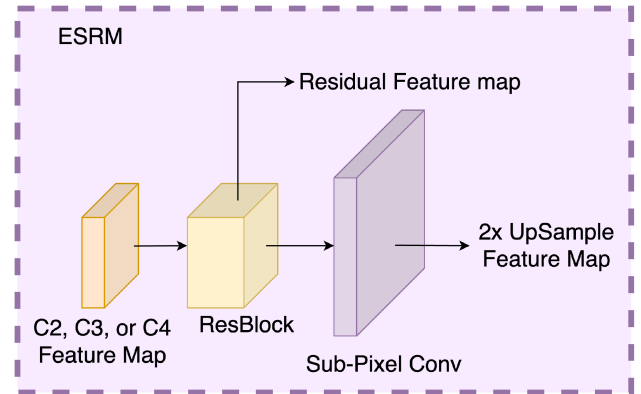 ESRM
Residual Feature map
2x UpSample
Feature Map
C2, C3, or C4
Feature Map
ResBlock
Sub-Pixel Conv